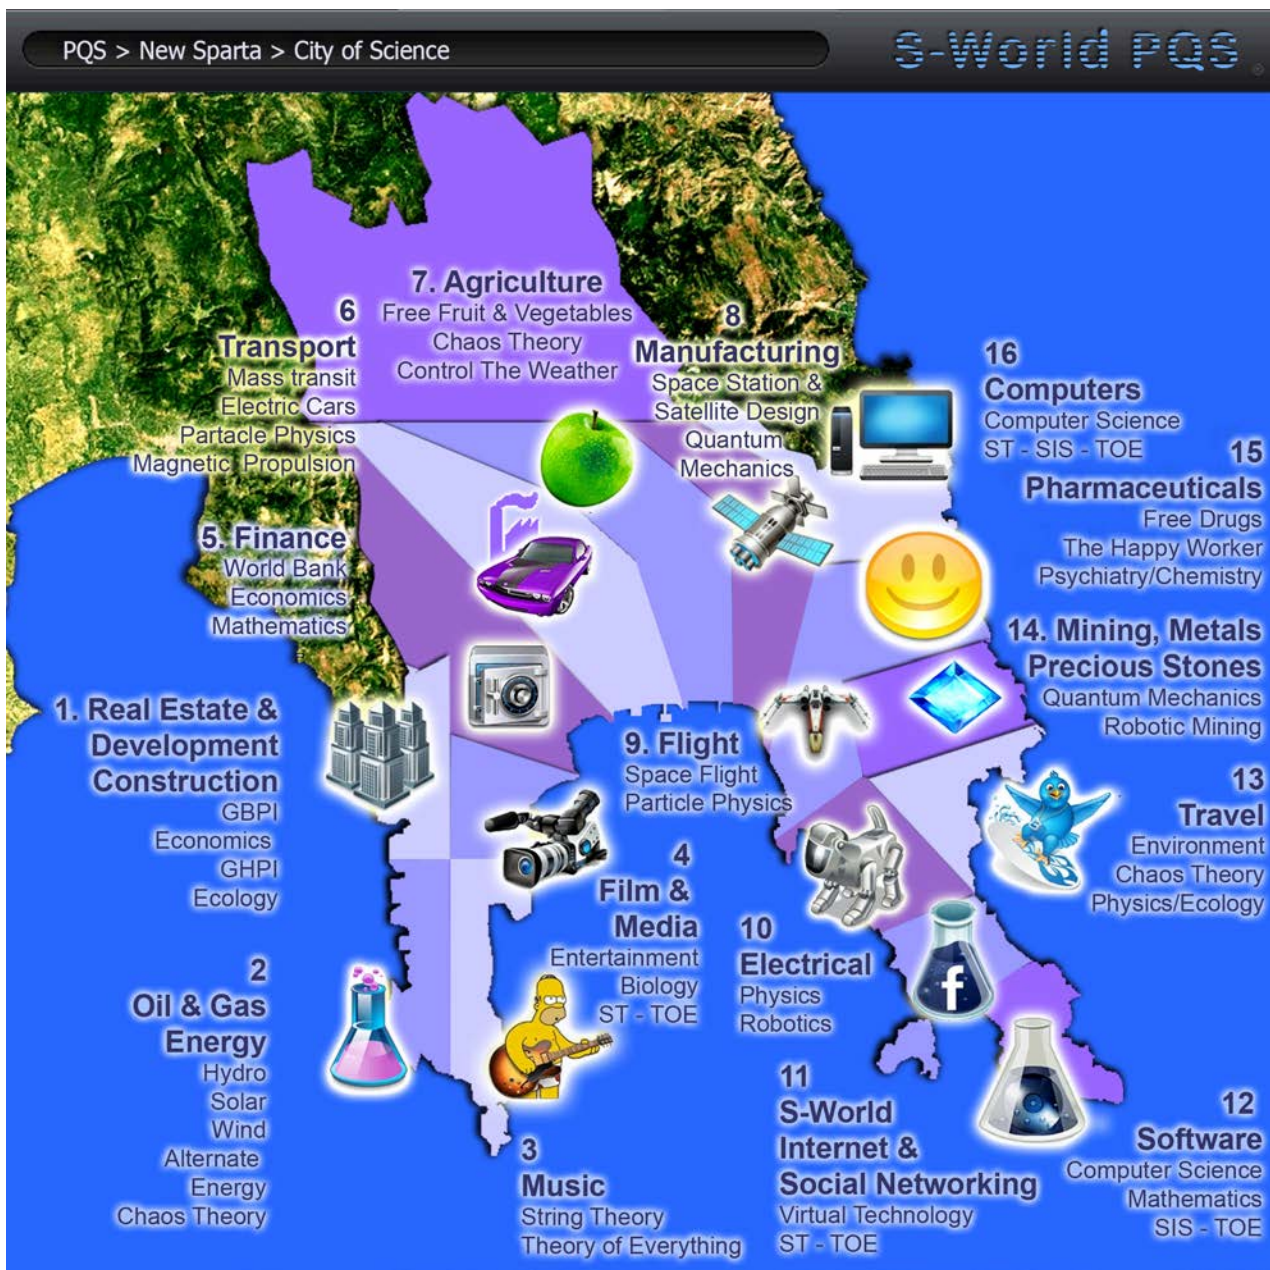 PQS > New Sparta > City of Science
S-World PQS
7. Agriculture
Free Fruit & Vegetables
Chaos Theory
Control The Weather
6
Transport
Mass transit
Electric Cars
Partacle Physics
Magnetic Propulsion
8
Manufacturing
Space Station &
Satellite Design
Quantum
Mechanics
16
Computers
Computer Science
ST - SIS - TOE
15
Pharmaceuticals
Free Drugs
The Happy Worker
Psychiatry/Chemistry
5. Finance
World Bank
Economics
Mathematics
14. Mining, Metals
Precious Stones
Quantum Mechanics
Robotic Mining
1. Real Estate &
Development
Construction
GBPI
Economics
GHPI
Ecology
9. Flight
Space Flight
Particle Physics
13
Travel
Environment
Chaos Theory
Physics/Ecology
4
Film &
Media
Entertainment
Biology
ST - TOE
10
Electrical
Physics
Robotics
f
2
Oil & Gas
Energy
Hydro
Solar
Wind
Alternate
Energy
Chaos Theory
11
S-World
Internet &
Social Networking
Virtual Technology
ST - TOE
12
Software
Computer Science
Mathematics
SIS - TOE
3
Music
String Theory
Theory of Everything